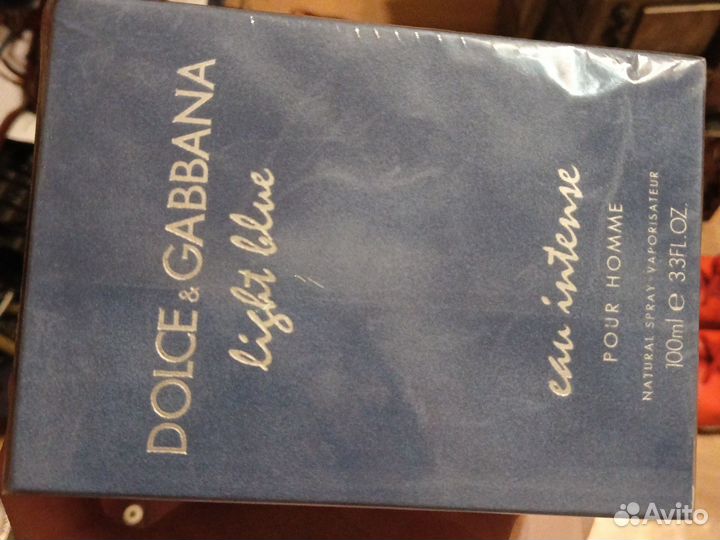 DOLCE & GABBANA
light blue
eau intense
POUR HOMME
NATURAL SPRAY - VAPORISATEUR
100ml e 3.3FL.OZ.
Avito